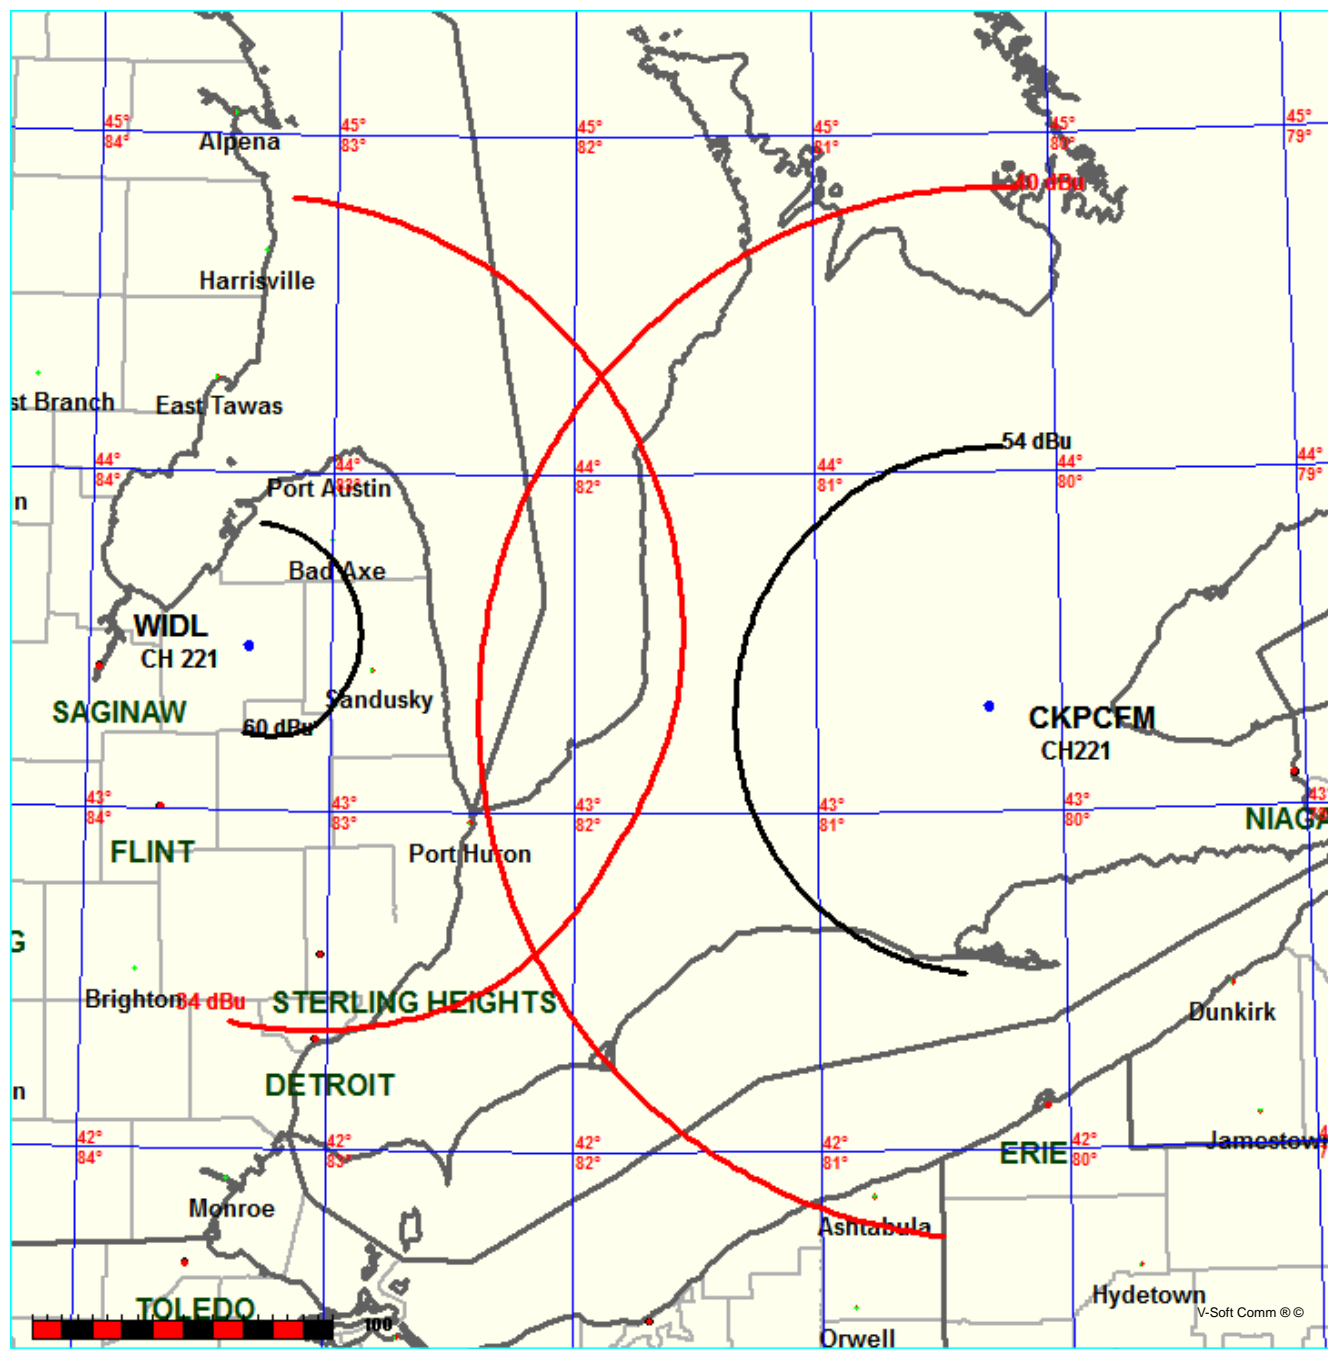 45°
84°
45°
83°
45°
82°
45°
81°
45°
80°
45°
79°
Alpena
40 dBu
Harrisville
st Branch
East Tawas
54 dBu
44°
84°
44°
83°
44°
82°
44°
81°
44°
80°
44°
79°
n
Port Austin
Bad Axe
WIDL
CH 221
SAGINAW
Sandusky
60 dBu
CKPCFM
CH221
43°
84°
43°
83°
43°
82°
43°
81°
43°
80°
43°
NIAGA
FLINT
Port Huron
G
Brighton
34 dBu
STERLING HEIGHTS
Dunkirk
DETROIT
n
42°
84°
42°
83°
42°
82°
42°
81°
42°
80°
ERIE
Jamestown
Monroe
Ashtabula
TOLEDO
100
Hydetown
V-Soft Comm ® ©
Orwell